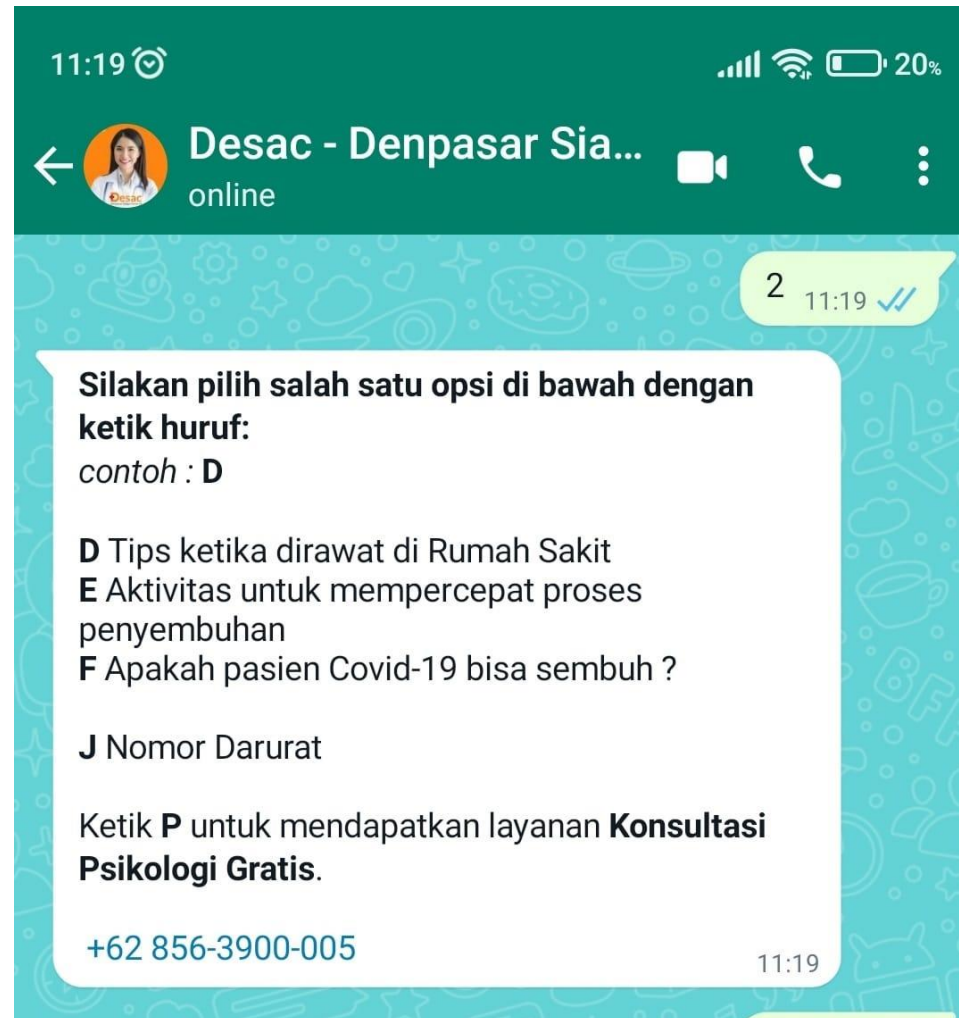 11:19
20%
Desac - Denpasar Sia...
online
Desac
2
11:19
Silakan pilih salah satu opsi di bawah dengan
ketik huruf:
contoh : D
D Tips ketika dirawat di Rumah Sakit
E Aktivitas untuk mempercepat proses
penyembuhan
F Apakah pasien Covid-19 bisa sembuh ?
J Nomor Darurat
Ketik P untuk mendapatkan layanan Konsultasi
Psikologi Gratis.
+62 856-3900-005
11:19